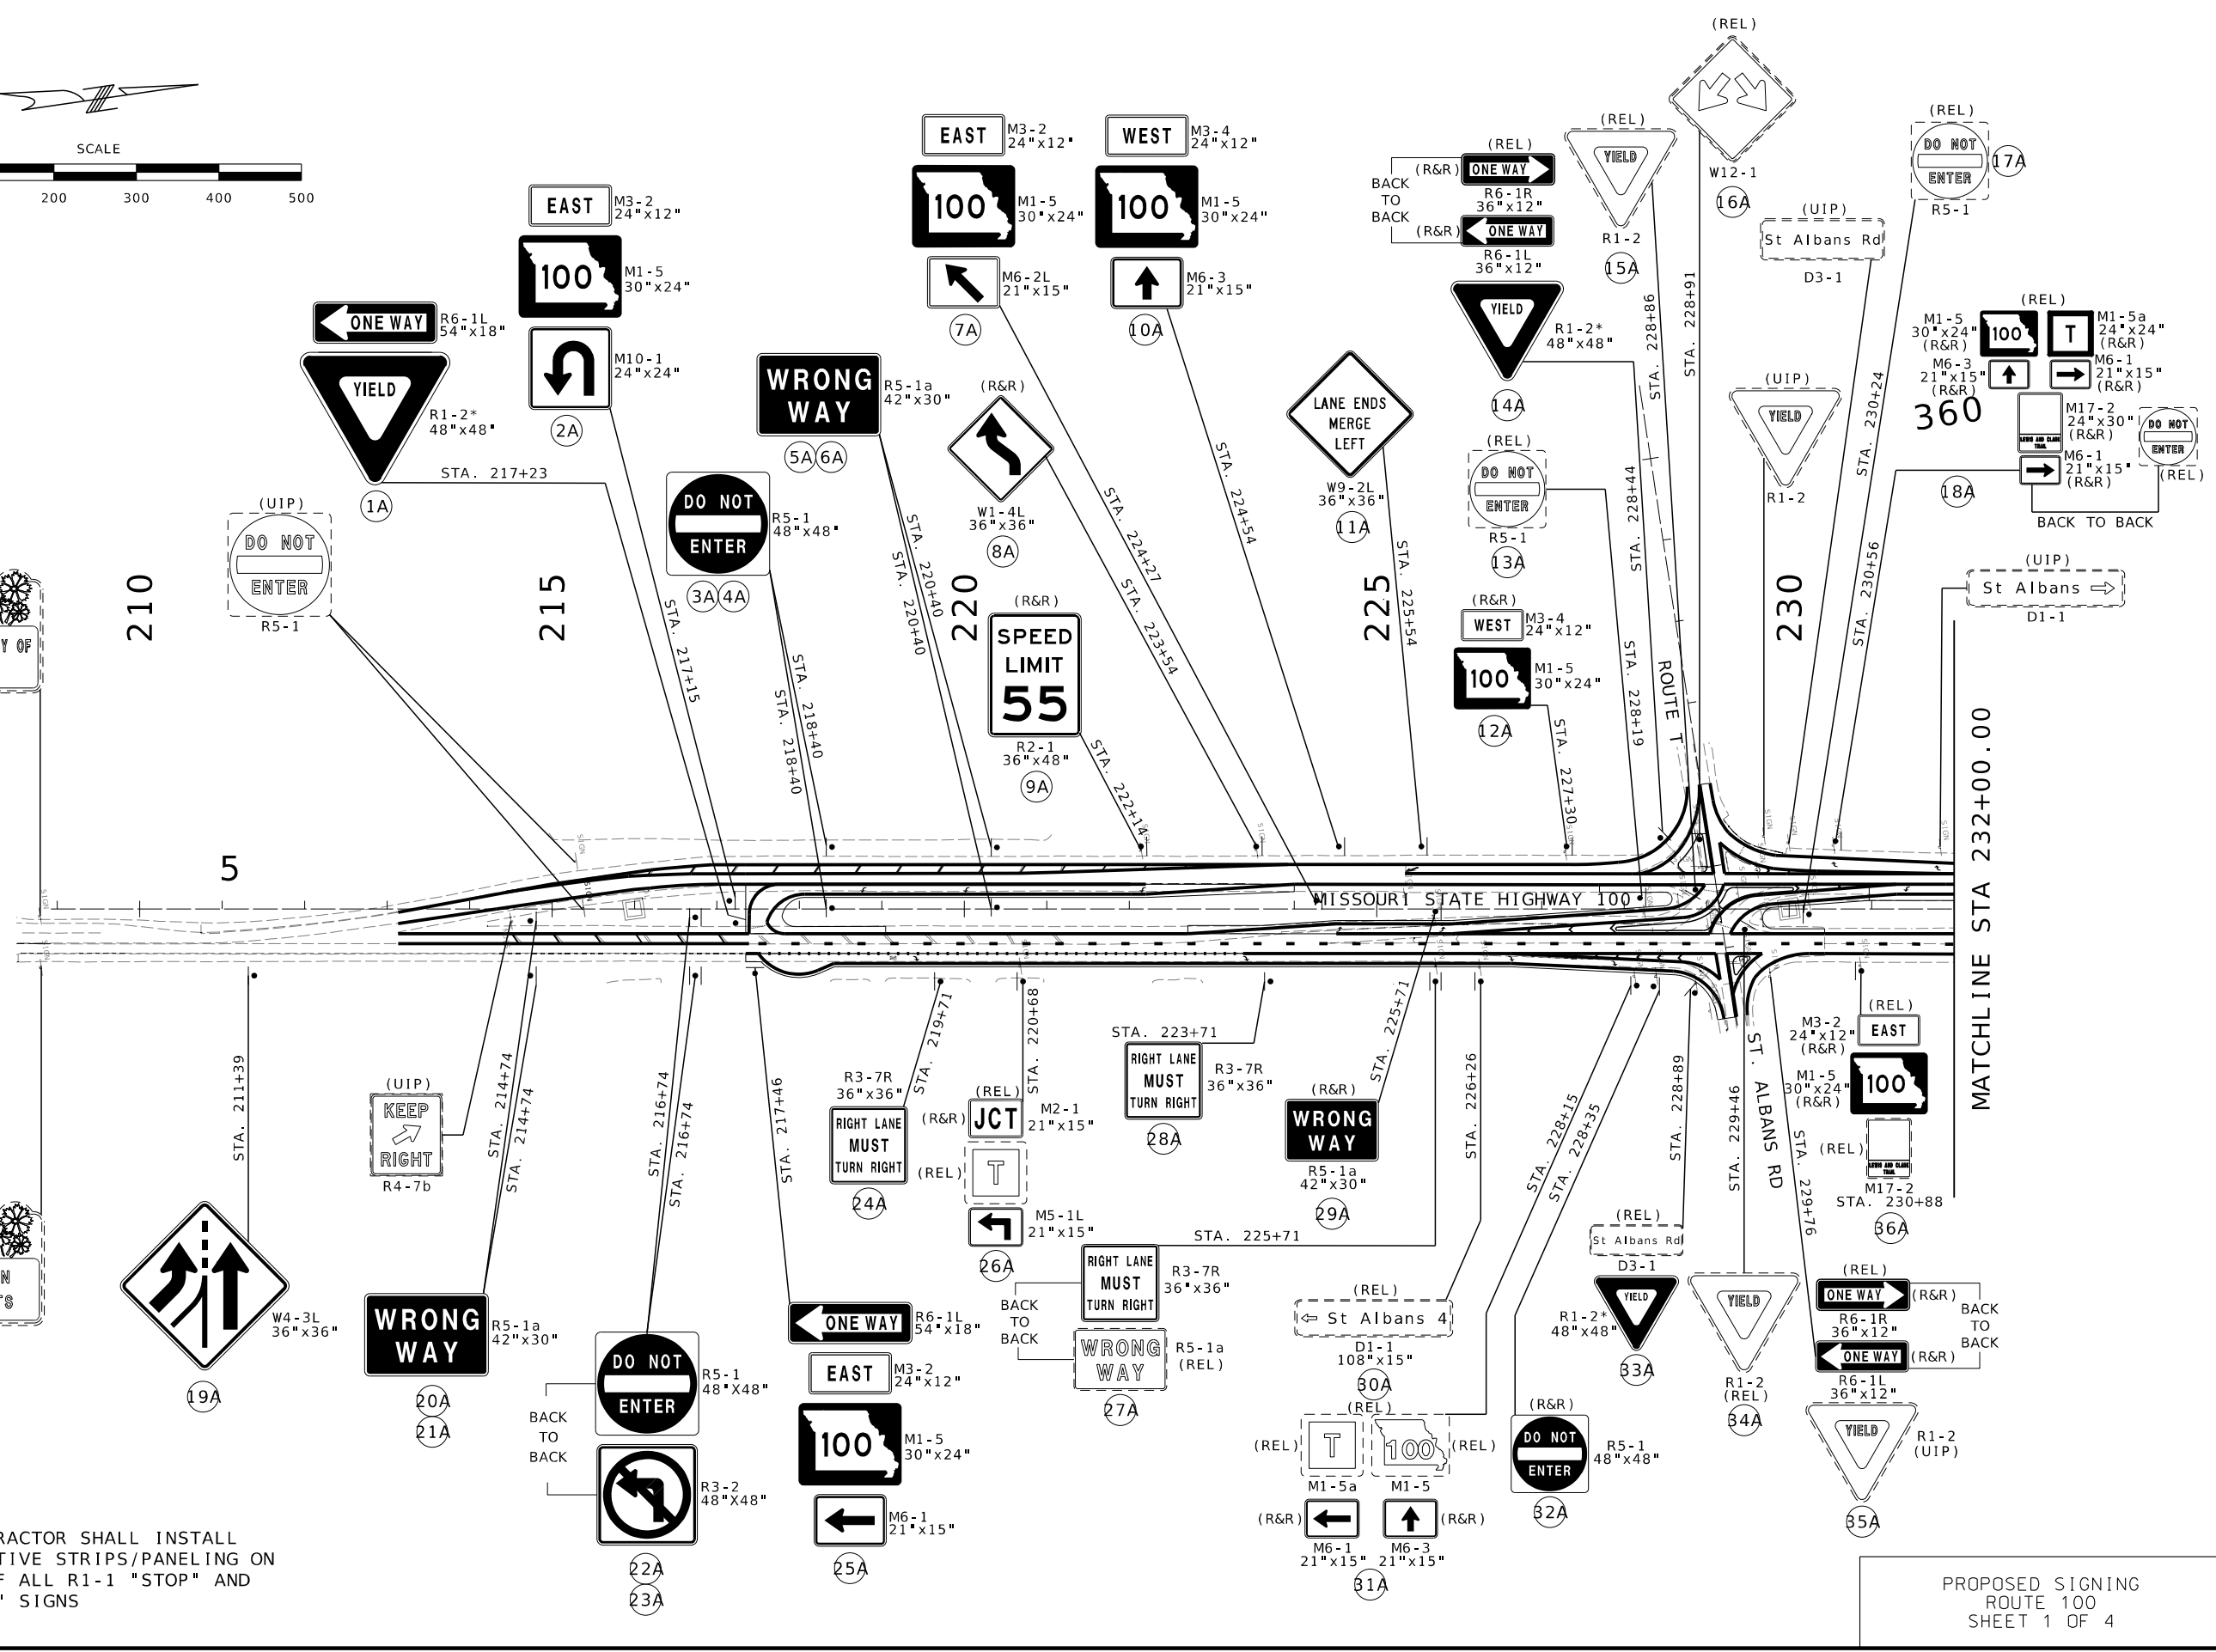 SCALE
200 300 400 500
(REL)
W12-1
16A
(REL)
DO NOT
ENTER
R5-1
17A
EAST
M3-2
24"x12"
100
M1-5
30"x24"
M6-2L
21"x15"
7A
WEST
M3-4
24"x12"
100
M1-5
30"x24"
M6-3
21"x15"
10A
BACK
TO
BACK
(REL)
(R&R)
ONE WAY
R6-1R
36"x12"
(R&R)
ONE WAY
R6-1L
36"x12"
YIELD
R1-2*
48"x48"
14A
(REL)
YIELD
R1-2
15A
(UIP)
St Albans Rd
D3-1
EAST
M3-2
24"x12"
100
M1-5
30"x24"
M10-1
24"x24"
2A
ONE WAY
R6-1L
54"x18"
YIELD
R1-2*
48"x48"
1A
STA. 217+23
WRONG
WAY
R5-1a
42"x30"
5A 6A
(R&R)
W1-4L
36"x36"
8A
LANE ENDS
MERGE
LEFT
W9-2L
36"x36"
11A
(REL)
DO NOT
ENTER
R5-1
13A
(UIP)
YIELD
R1-2
(REL)
M1-5
30"x24"
(R&R)
100
T
M1-5a
24"x24"
(R&R)
M6-3
21"x15"
(R&R)
M6-1
21"x15"
(R&R)
360
M17-2
24"x30"
(R&R)
LEWIS AND CLARK
TRAIL
M6-1
21"x15"
(R&R)
DO NOT
ENTER
(REL)
18A
BACK TO BACK
(UIP)
DO NOT
ENTER
R5-1
DO NOT
ENTER
R5-1
48"x48"
3A 4A
(R&R)
SPEED
LIMIT
55
R2-1
36"x48"
9A
(R&R)
WEST
M3-4
24"x12"
100
M1-5
30"x24"
12A
(UIP)
St Albans
D1-1
210
215
220
225
230
STA. 217+15
STA. 218+40
STA. 218+40
STA. 220+40
STA. 220+40
STA. 222+14
STA. 224+27
STA. 223+54
STA. 224+54
STA. 225+54
STA. 227+30
STA. 228+19
STA. 228+44
STA. 228+86
STA. 228+91
STA. 230+24
STA. 230+56
ROUTE T
Y OF
5
MISSOURI STATE HIGHWAY 100
MATCHLINE STA 232+00.00
STA. 211+39
W4-3L
36"x36"
19A
(UIP)
KEEP
RIGHT
R4-7b
STA. 214+74
STA. 214+74
WRONG
WAY
R5-1a
42"x30"
20A
21A
STA. 216+74
STA. 216+74
DO NOT
ENTER
R5-1
48"X48"
BACK
TO
BACK
R3-2
48"X48"
22A
23A
STA. 217+46
ONE WAY
R6-1L
54"x18"
EAST
M3-2
24"x12"
100
M1-5
30"x24"
M6-1
21"x15"
25A
STA. 219+71
R3-7R
36"x36"
RIGHT LANE
MUST
TURN RIGHT
24A
STA. 220+68
(REL)
(R&R)
JCT
M2-1
21"x15"
(REL)
T
M5-1L
21"x15"
26A
STA. 223+71
RIGHT LANE
MUST
TURN RIGHT
R3-7R
36"x36"
28A
STA. 225+71
RIGHT LANE
MUST
TURN RIGHT
R3-7R
36"x36"
BACK
TO
BACK
WRONG
WAY
R5-1a
(REL)
27A
STA. 225+71
(R&R)
WRONG
WAY
R5-1a
42"x30"
29A
STA. 226+26
(REL)
St Albans 4
D1-1
108"x15"
30A
STA. 228+15
(REL)
(REL)
T
100
(REL)
M1-5a
M1-5
(R&R)
(R&R)
M6-1
21"x15"
M6-3
21"x15"
31A
STA. 228+35
(R&R)
DO NOT
ENTER
R5-1
48"x48"
32A
STA. 228+89
(REL)
St Albans Rd
D3-1
YIELD
R1-2*
48"x48"
33A
STA. 229+46
YIELD
R1-2
(REL)
34A
ST. ALBANS RD
STA. 229+76
(REL)
ONE WAY
(R&R)
R6-1R
36"x12"
ONE WAY
(R&R)
R6-1L
36"x12"
BACK
TO
BACK
YIELD
R1-2
(UIP)
35A
(REL)
M3-2
24"x12"
(R&R)
EAST
M1-5
30"x24"
(R&R)
100
(REL)
LEWIS AND CLARK
TRAIL
M17-2
STA. 230+88
36A
N
TS
RACTOR SHALL INSTALL
TIVE STRIPS/PANELING ON
F ALL R1-1 "STOP" AND
" SIGNS
PROPOSED SIGNING
ROUTE 100
SHEET 1 OF 4